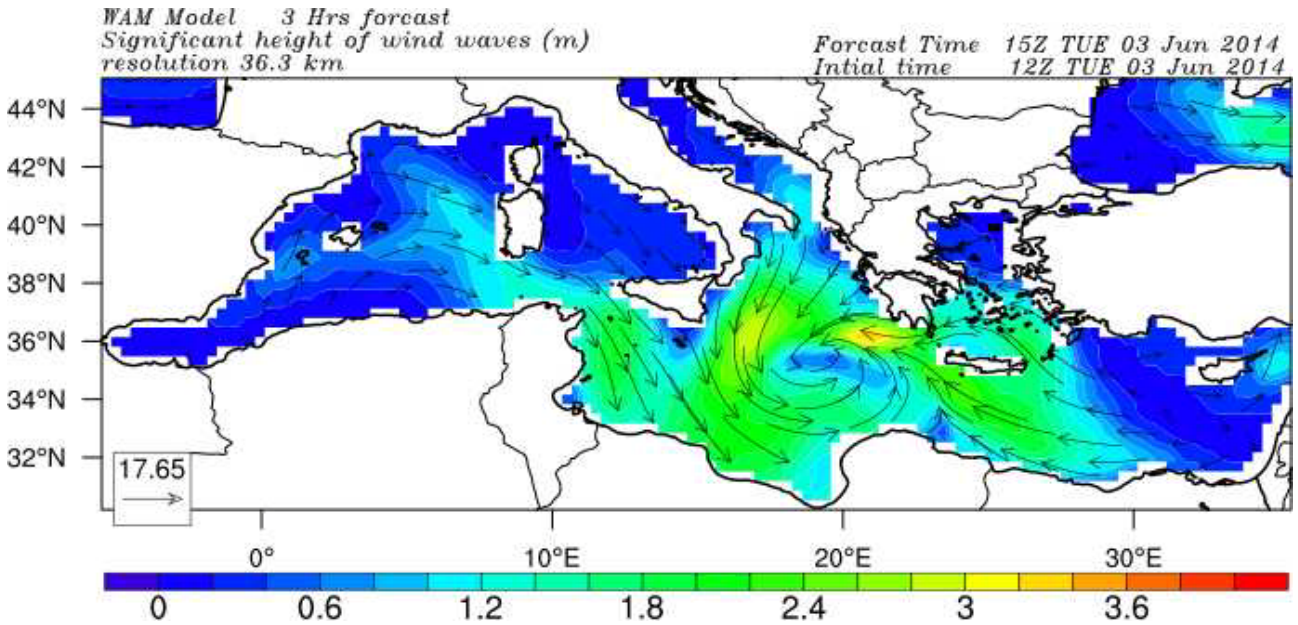 WAM Model 3 Hrs forcast
Significant height of wind waves (m)
resolution 36.3 km
Forcast Time 15Z TUE 03 Jun 2014
Intial time 12Z TUE 03 Jun 2014
44°N
42°N
40°N
38°N
36°N
34°N
32°N
17.65
0° 10°E 20°E 30°E
0 0.6 1.2 1.8 2.4 3 3.6